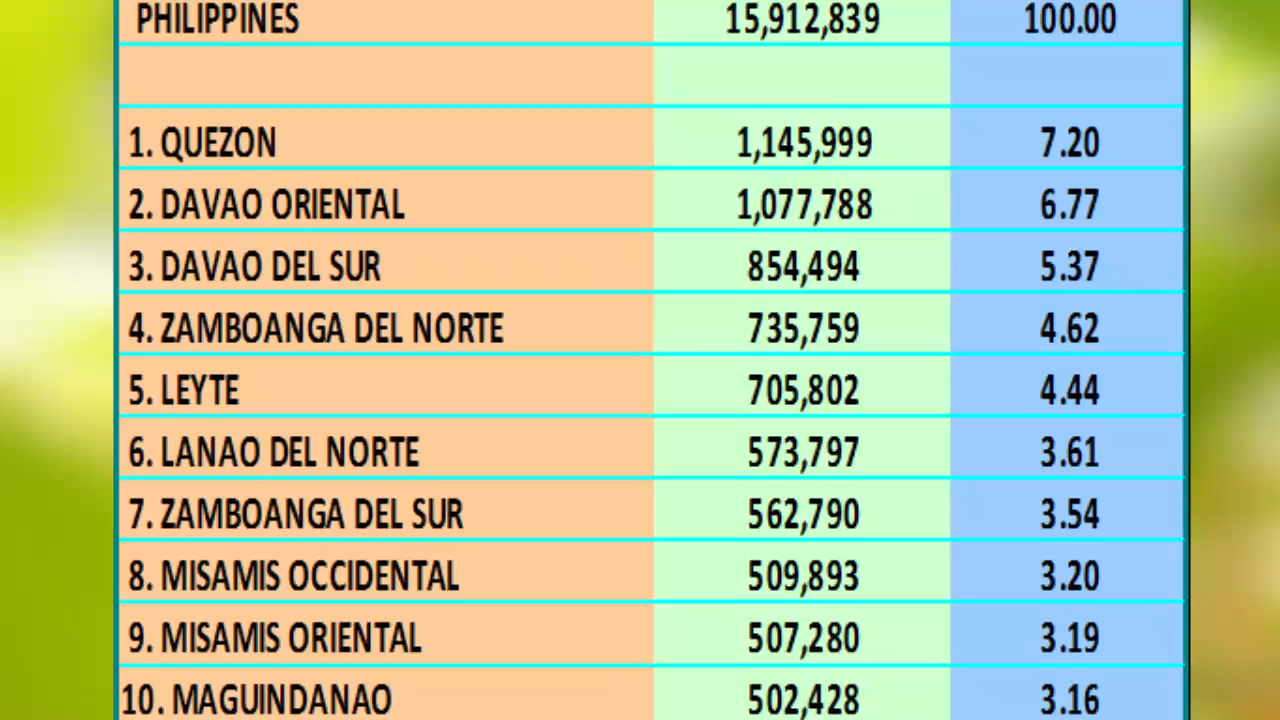 PHILIPPINES 15,912,839 100.00
1. QUEZON 1,145,999 7.20
2. DAVAO ORIENTAL 1,077,788 6.77
3. DAVAO DEL SUR 854,494 5.37
4. ZAMBOANGA DEL NORTE 735,759 4.62
5. LEYTE 705,802 4.44
6. LANAO DEL NORTE 573,797 3.61
7. ZAMBOANGA DEL SUR 562,790 3.54
8. MISAMIS OCCIDENTAL 509,893 3.20
9. MISAMIS ORIENTAL 507,280 3.19
10. MAGUINDANAO 502,428 3.16